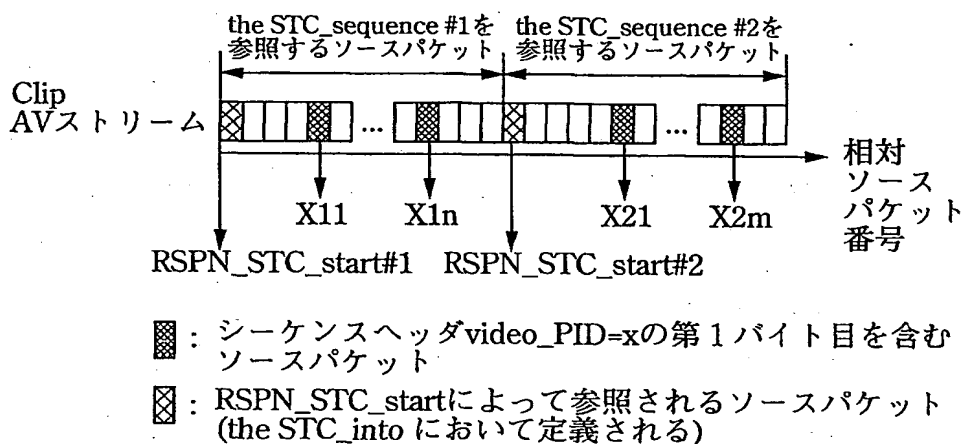 the STC_sequence #1を
参照するソースパケット
the STC_sequence #2を
参照するソースパケット
Clip
AVストリーム
...
...
相対
ソース
パケット
番号
X11
X1n
X21
X2m
RSPN_STC_start#1
RSPN_STC_start#2
: シーケンスヘッダvideo_PID=xの第1バイト目を含む
ソースパケット
: RSPN_STC_startによって参照されるソースパケット
(the STC_into において定義される)